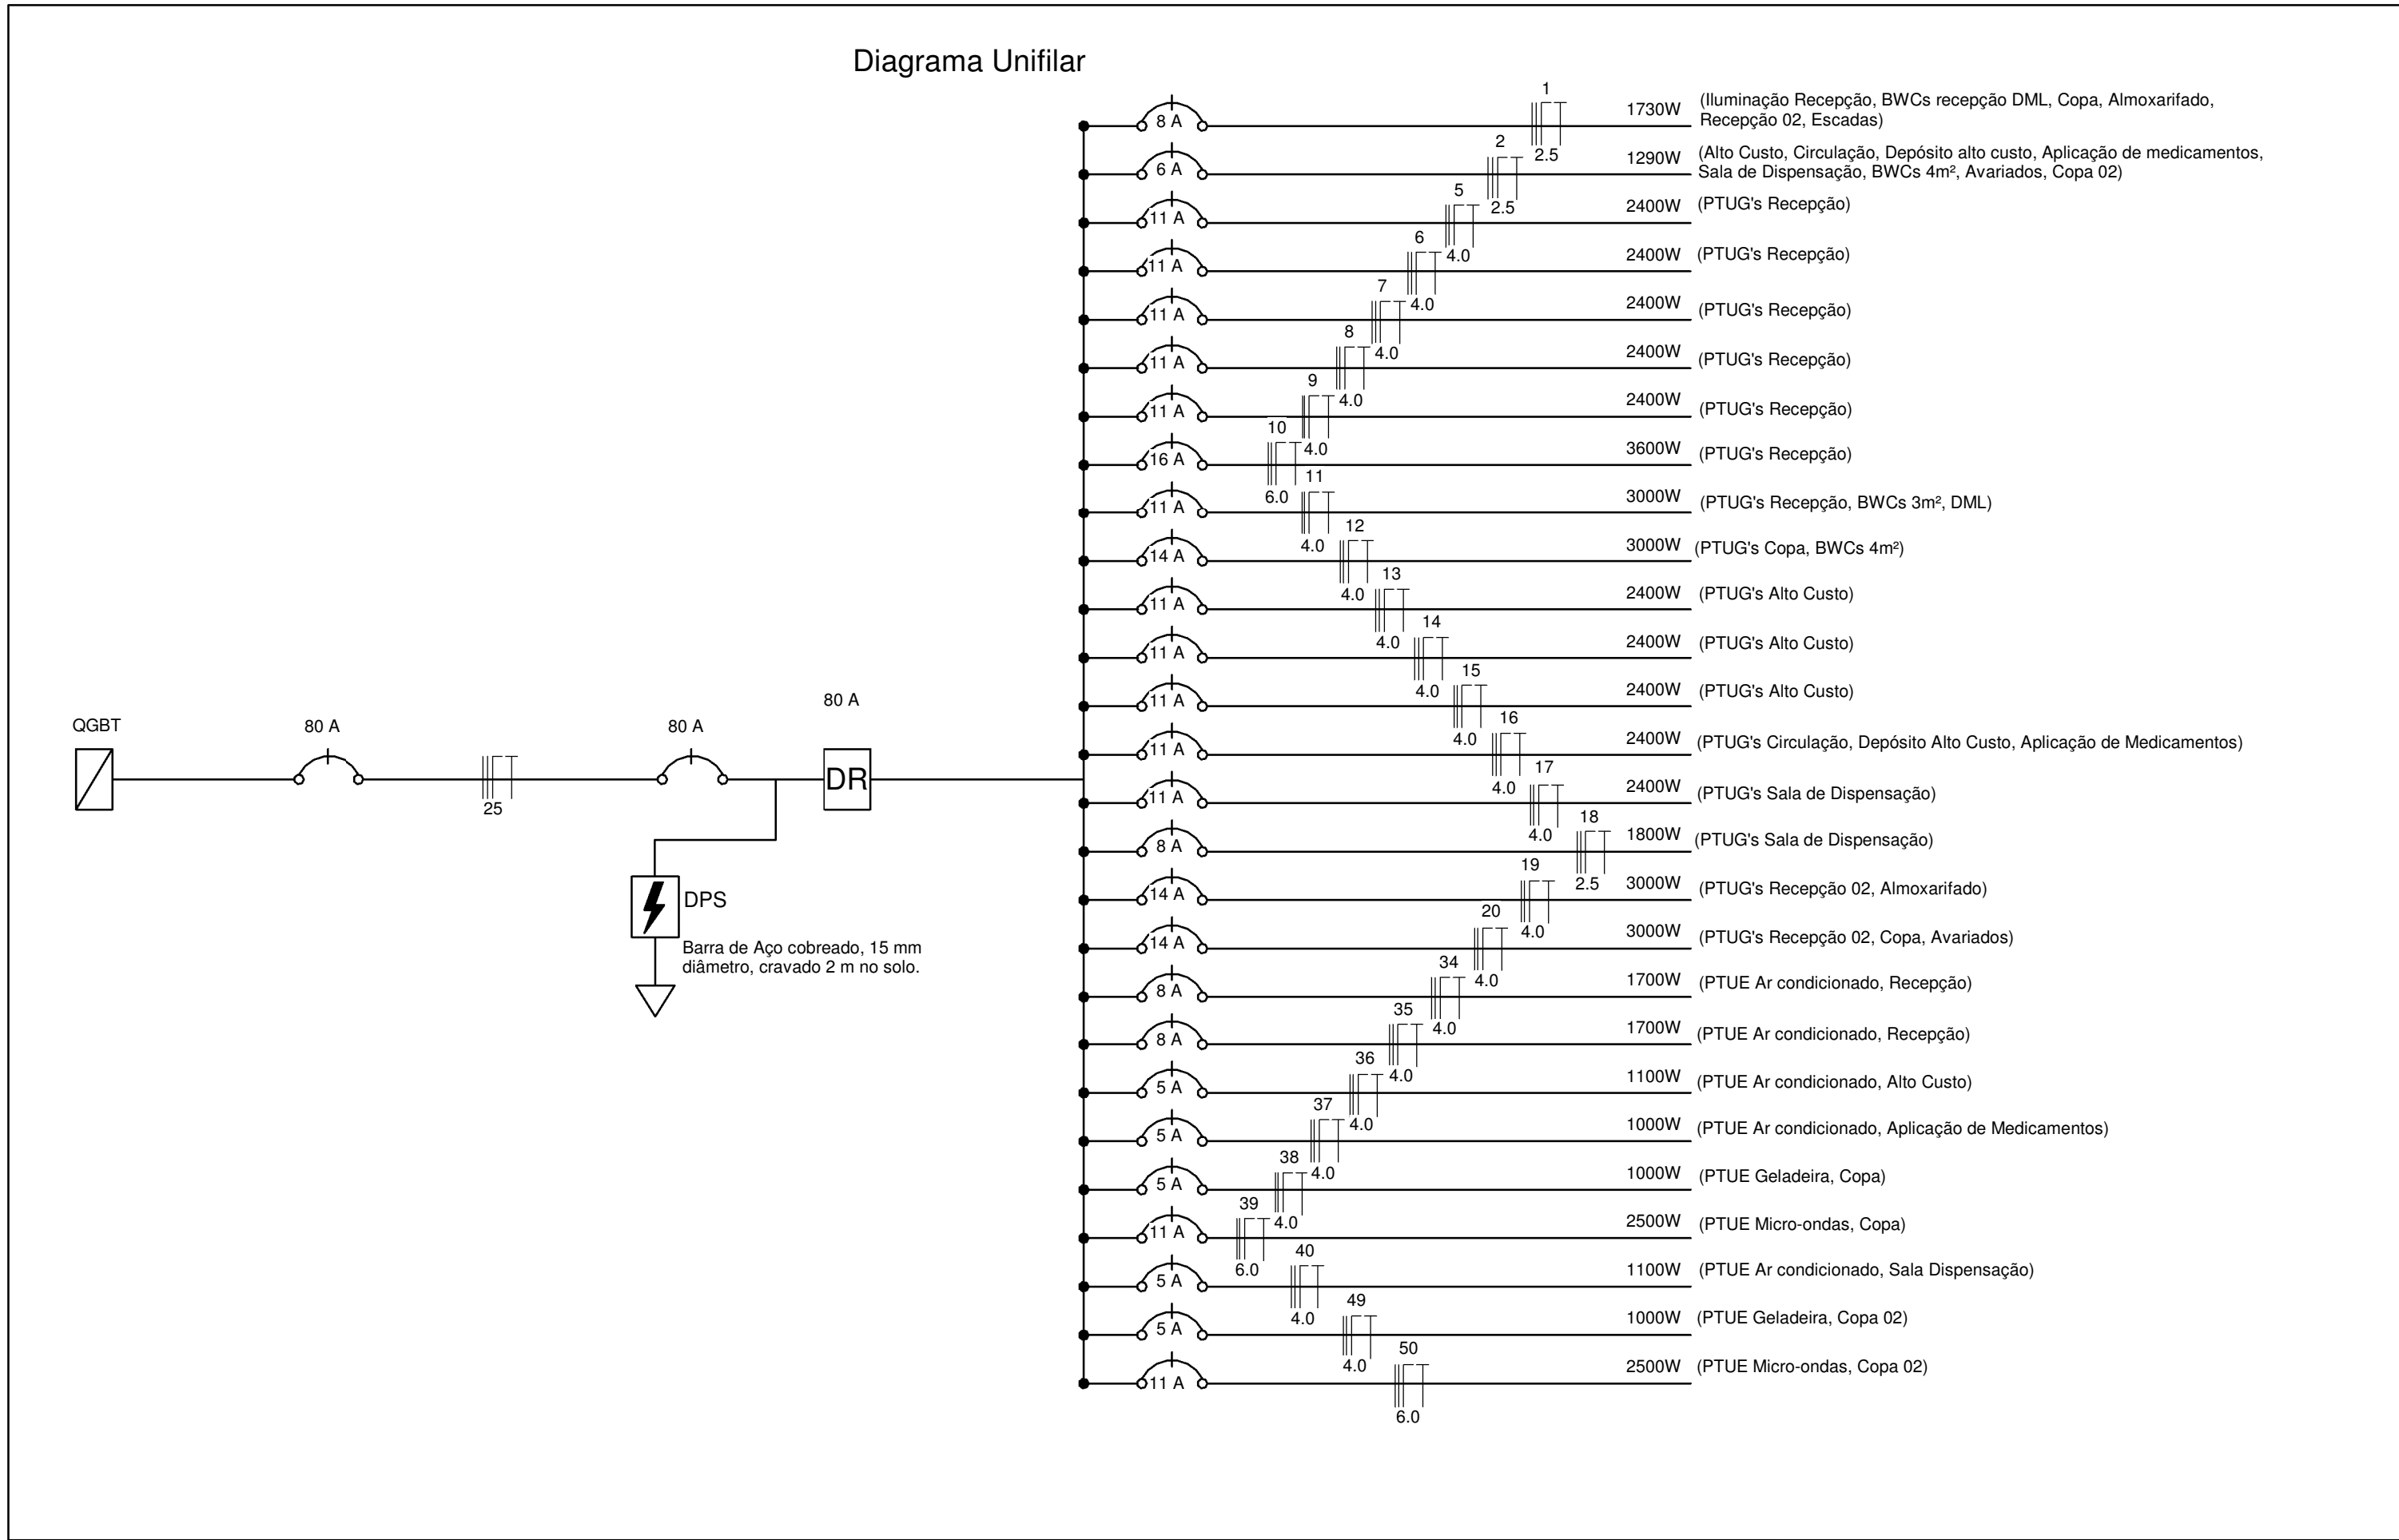 Diagrama Unifilar
QGBT
80 A
25
80 A
80 A
DR
DPS
Barra de Aço cobreado, 15 mm
diâmetro, cravado 2 m no solo.
8 A
1
2.5
1730W
(Iluminação Recepção, BWCs recepção DML, Copa, Almoxarifado,
Recepção 02, Escadas)
6 A
2
2.5
1290W
(Alto Custo, Circulação, Depósito alto custo, Aplicação de medicamentos,
Sala de Dispensação, BWCs 4m², Avariados, Copa 02)
11 A
5
4.0
2400W
(PTUG's Recepção)
11 A
6
4.0
2400W
(PTUG's Recepção)
11 A
7
4.0
2400W
(PTUG's Recepção)
11 A
8
4.0
2400W
(PTUG's Recepção)
11 A
9
4.0
2400W
(PTUG's Recepção)
16 A
10
6.0
3600W
(PTUG's Recepção)
11 A
11
4.0
3000W
(PTUG's Recepção, BWCs 3m², DML)
14 A
12
4.0
3000W
(PTUG's Copa, BWCs 4m²)
11 A
13
4.0
2400W
(PTUG's Alto Custo)
11 A
14
4.0
2400W
(PTUG's Alto Custo)
11 A
15
4.0
2400W
(PTUG's Alto Custo)
11 A
16
4.0
2400W
(PTUG's Circulação, Depósito Alto Custo, Aplicação de Medicamentos)
11 A
17
4.0
2400W
(PTUG's Sala de Dispensação)
8 A
18
2.5
1800W
(PTUG's Sala de Dispensação)
14 A
19
4.0
3000W
(PTUG's Recepção 02, Almoxarifado)
14 A
20
4.0
3000W
(PTUG's Recepção 02, Copa, Avariados)
8 A
34
4.0
1700W
(PTUE Ar condicionado, Recepção)
8 A
35
4.0
1700W
(PTUE Ar condicionado, Recepção)
5 A
36
4.0
1100W
(PTUE Ar condicionado, Alto Custo)
5 A
37
4.0
1000W
(PTUE Ar condicionado, Aplicação de Medicamentos)
5 A
38
4.0
1000W
(PTUE Geladeira, Copa)
11 A
39
6.0
2500W
(PTUE Micro-ondas, Copa)
5 A
40
4.0
1100W
(PTUE Ar condicionado, Sala Dispensação)
5 A
49
4.0
1000W
(PTUE Geladeira, Copa 02)
11 A
50
6.0
2500W
(PTUE Micro-ondas, Copa 02)